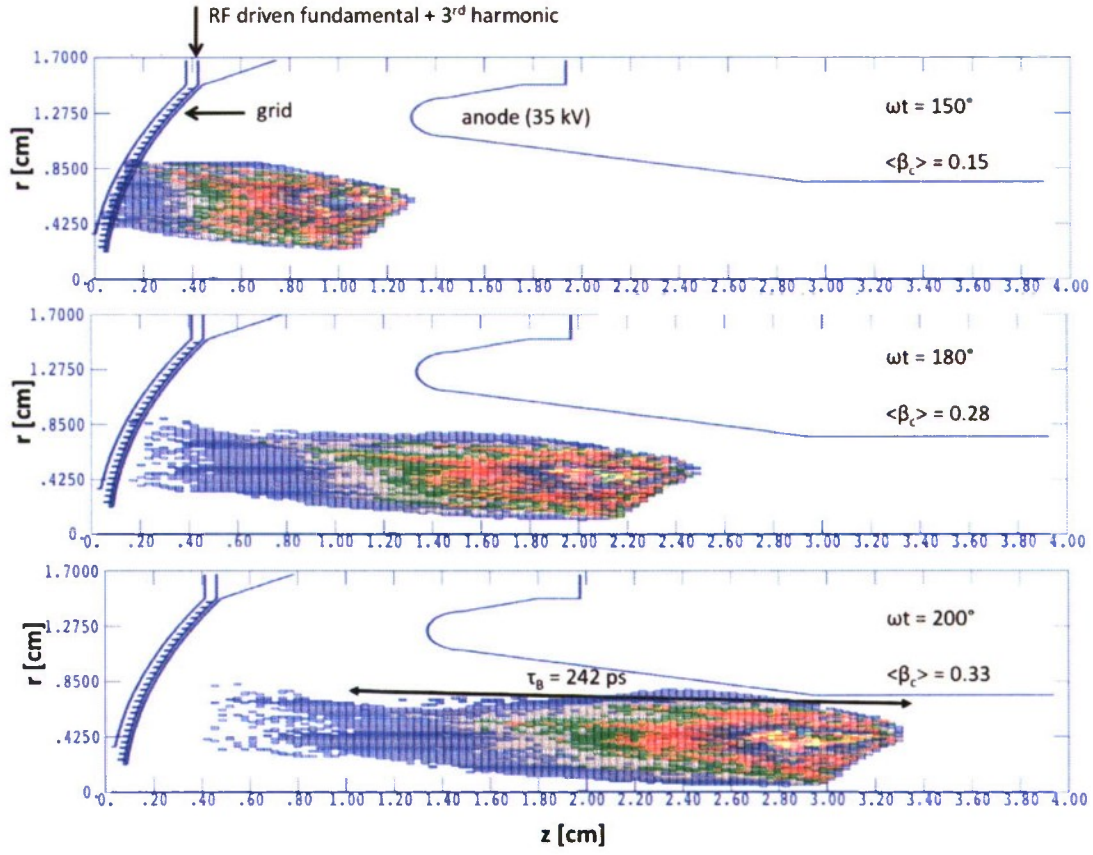 RF driven fundamental + 3rd harmonic
1.7000
1.2750
.8500
.4250
0.
r [cm]
grid
anode (35 kV)
ωt = 150°
<βc> = 0.15
0. .20 .40 .60 .80 1.00 1.20 1.40 1.60 1.80 2.00 2.20 2.40 2.60 2.80 3.00 3.20 3.40 3.60 3.80 4.00
1.7000
1.2750
.8500
.4250
0.
r [cm]
ωt = 180°
<βc> = 0.28
0. .20 .40 .60 .80 1.00 1.20 1.40 1.60 1.80 2.00 2.20 2.40 2.60 2.80 3.00 3.20 3.40 3.60 3.80 4.00
1.7000
1.2750
.8500
.4250
0.
r [cm]
ωt = 200°
<βc> = 0.33
τB = 242 ps
0. .20 .40 .60 .80 1.00 1.20 1.40 1.60 1.80 2.00 2.20 2.40 2.60 2.80 3.00 3.20 3.40 3.60 3.80 4.00
z [cm]